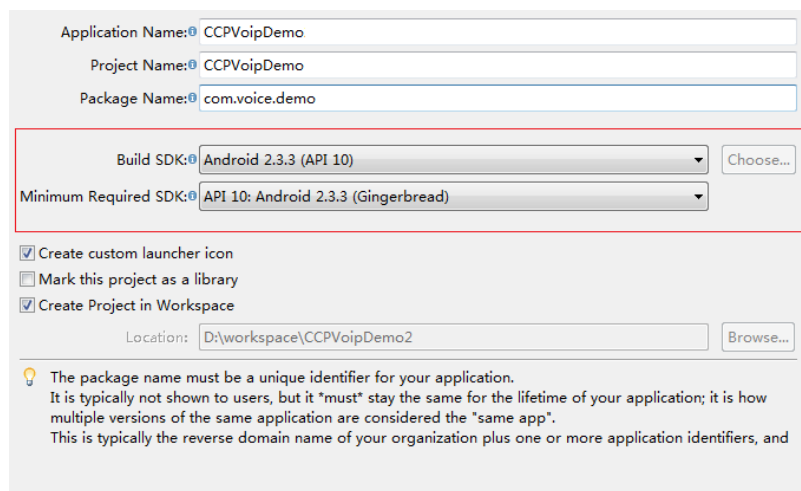 Application Name: CCPVoipDemo
Project Name: CCPVoipDemo
Package Name: com.voice.demo
Build SDK: Android 2.3.3 (API 10) Choose...
Minimum Required SDK: API 10: Android 2.3.3 (Gingerbread)
Create custom launcher icon
Mark this project as a library
Create Project in Workspace
Location: D:\workspace\CCPVoipDemo2 Browse...
The package name must be a unique identifier for your application.
It is typically not shown to users, but it *must* stay the same for the lifetime of your application; it is how
multiple versions of the same application are considered the "same app".
This is typically the reverse domain name of your organization plus one or more application identifiers, and